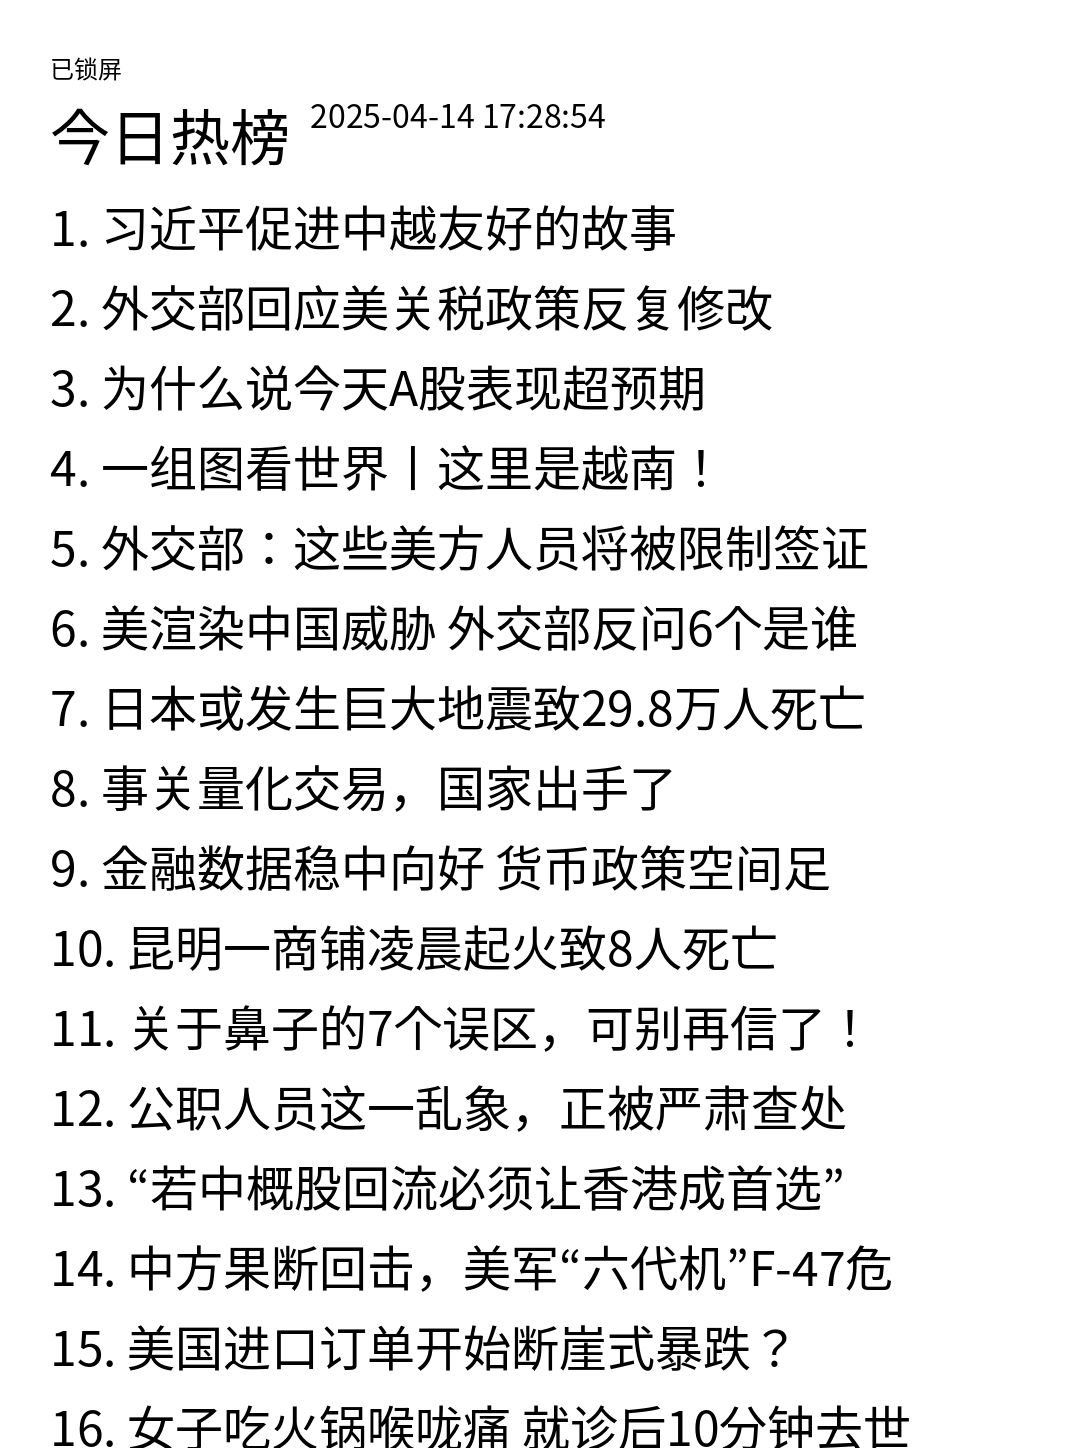 已锁屏
今日热榜 2025-04-14 17:28:54
1. 习近平促进中越友好的故事
2. 外交部回应美关税政策反复修改
3. 为什么说今天A股表现超预期
4. 一组图看世界丨这里是越南！
5. 外交部：这些美方人员将被限制签证
6. 美渲染中国威胁 外交部反问6个是谁
7. 日本或发生巨大地震致29.8万人死亡
8. 事关量化交易，国家出手了
9. 金融数据稳中向好 货币政策空间足
10. 昆明一商铺凌晨起火致8人死亡
11. 关于鼻子的7个误区，可别再信了！
12. 公职人员这一乱象，正被严肃查处
13. “若中概股回流必须让香港成首选”
14. 中方果断回击，美军“六代机”F-47危
15. 美国进口订单开始断崖式暴跌？
16. 女子吃火锅喉咙痛 就诊后10分钟去世